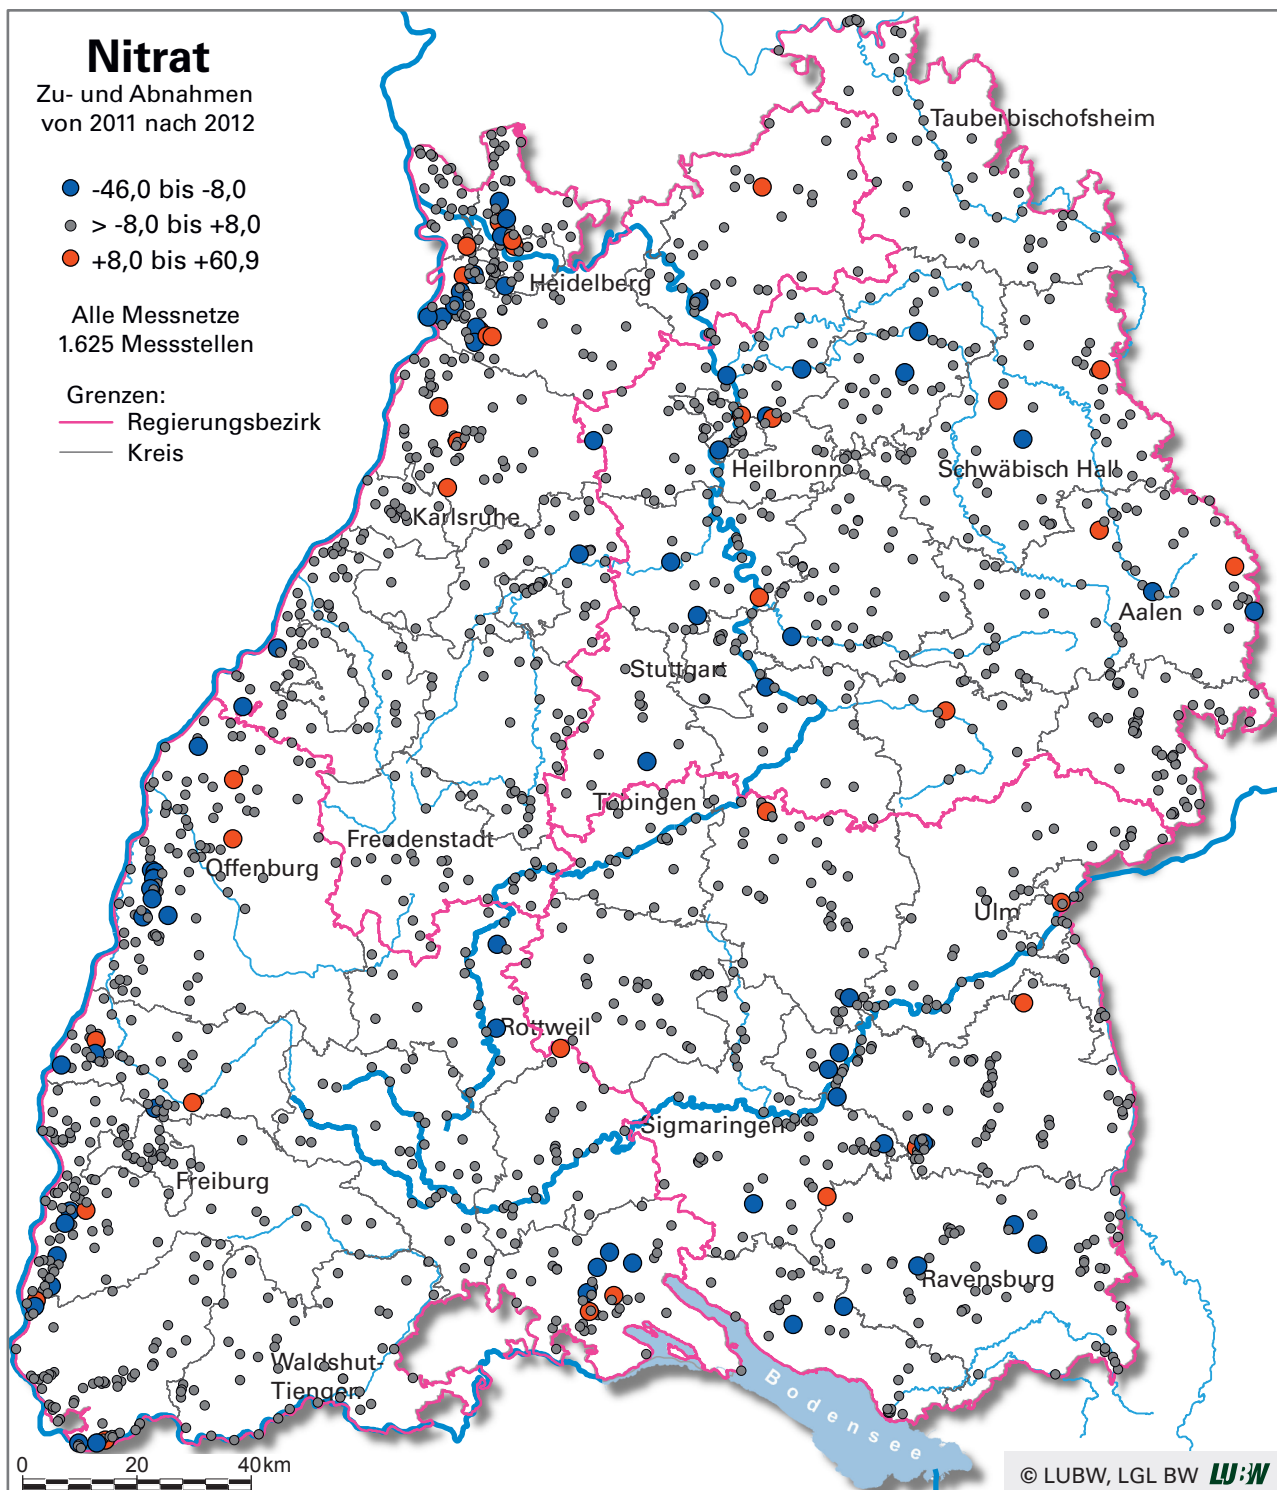 Nitrat
Zu- und Abnahmen
von 2011 nach 2012
-46,0 bis -8,0
> -8,0 bis +8,0
+8,0 bis +60,9
Alle Messnetze
1.625 Messstellen
Grenzen:
Regierungsbezirk
Kreis
Tauberbischofsheim
Heidelberg
Heilbronn
Schwäbisch Hall
Karlsruhe
Aalen
Stuttgart
Tübingen
Freudenstadt
Offenburg
Ulm
Rottweil
Sigmaringen
Freiburg
Ravensburg
Waldshut-
Tiengen
Bodensee
0 20 40km
© LUBW, LGL BW LUBW